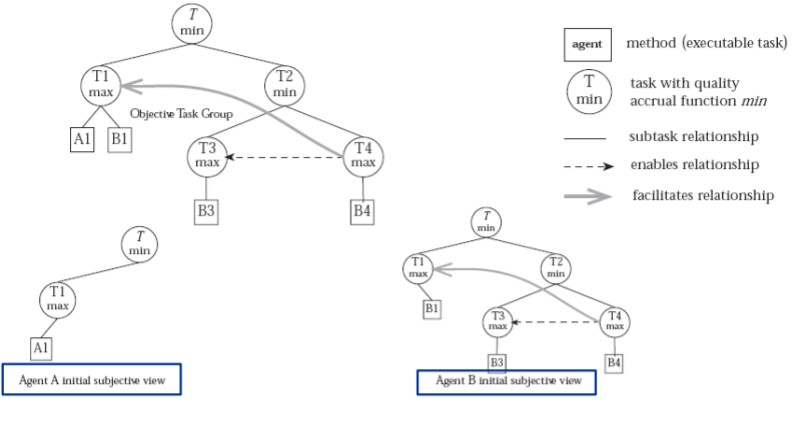 T
min
T1
max
T2
min
Objective Task Group
A1
B1
T3
max
T4
max
B3
B4
agent
method (executable task)
T
min
task with quality
accrual function min
subtask relationship
enables relationship
facilitates relationship
T
min
T1
max
A1
Agent A initial subjective view
T
min
T1
max
T2
min
B1
T3
max
T4
max
B3
B4
Agent B initial subjective view